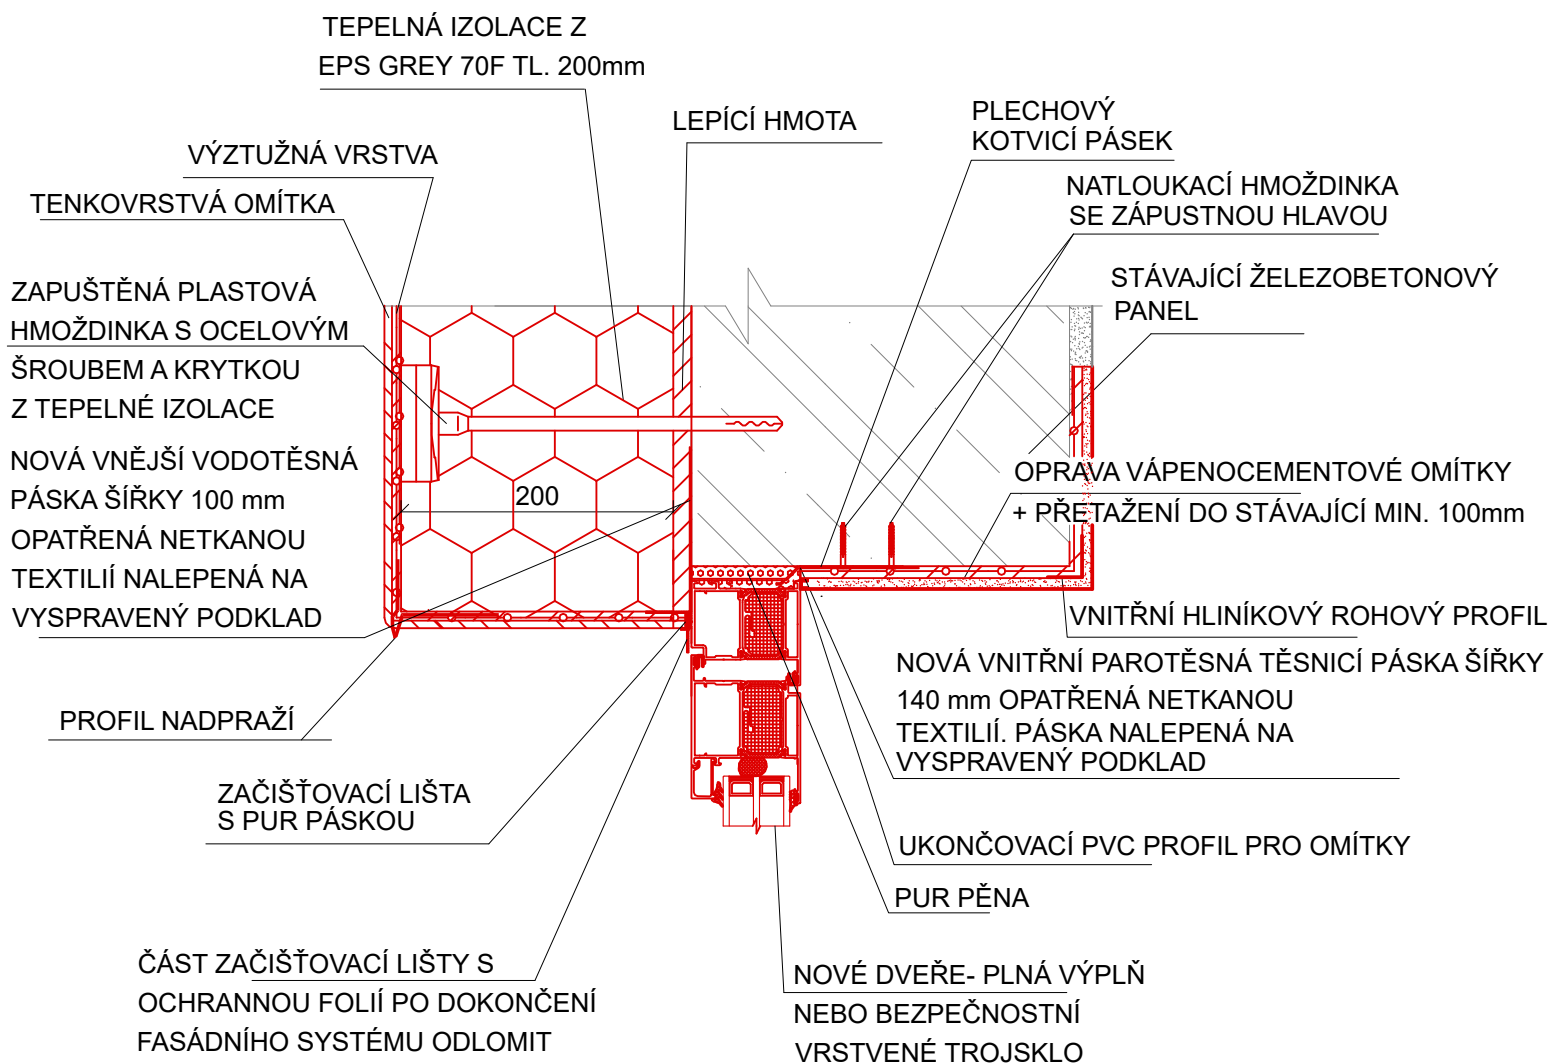 TEPELNÁ IZOLACE Z
EPS GREY 70F TL. 200mm
LEPÍCÍ HMOTA
PLECHOVÝ
KOTVICÍ PÁSEK
VÝZTUŽNÁ VRSTVA
NATLOUKACÍ HMOŽDINKA
SE ZÁPUSTNOU HLAVOU
TENKOVRSTVÁ OMÍTKA
STÁVAJÍCÍ ŽELEZOBETONOVÝ
PANEL
ZAPUŠTĚNÁ PLASTOVÁ
HMOŽDINKA S OCELOVÝM
ŠROUBEM A KRYTKOU
Z TEPELNÉ IZOLACE
NOVÁ VNĚJŠÍ VODOTĚSNÁ
PÁSKA ŠÍŘKY 100 mm
OPATŘENÁ NETKANOU
TEXTILIÍ NALEPENÁ NA
VYSPRAVENÝ PODKLAD
200
OPRAVA VÁPENOCEMENTOVÉ OMÍTKY
+ PŘETAŽENÍ DO STÁVAJÍCÍ MIN. 100mm
VNITŘNÍ HLINÍKOVÝ ROHOVÝ PROFIL
NOVÁ VNITŘNÍ PAROTĚSNÁ TĚSNICÍ PÁSKA ŠÍŘKY
140 mm OPATŘENÁ NETKANOU
TEXTILIÍ. PÁSKA NALEPENÁ NA
VYSPRAVENÝ PODKLAD
PROFIL NADPRAŽÍ
ZAČIŠŤOVACÍ LIŠTA
S PUR PÁSKOU
UKONČOVACÍ PVC PROFIL PRO OMÍTKY
PUR PĚNA
ČÁST ZAČIŠŤOVACÍ LIŠTY S
OCHRANNOU FOLIÍ PO DOKONČENÍ
FASÁDNÍHO SYSTÉMU ODLOMIT
NOVÉ DVEŘE- PLNÁ VÝPLŇ
NEBO BEZPEČNOSTNÍ
VRSTVENÉ TROJSKLO